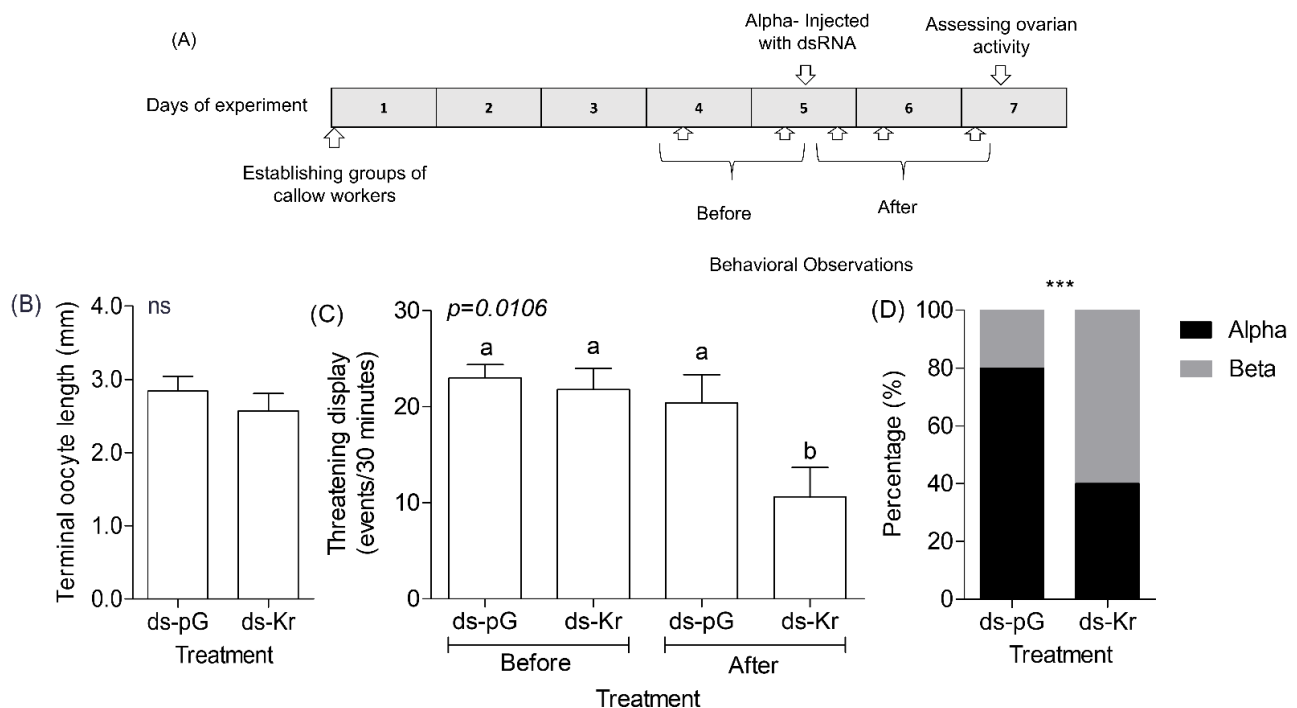 (A)
Alpha- Injected
with dsRNA
Assessing ovarian
activity
Days of experiment
1 2 3 4 5 6 7
Establishing groups of
callow workers
Before
After
Behavioral Observations
(B)
ns
Terminal oocyte length (mm)
4.0
3.0
2.0
1.0
0.0
ds-pG ds-Kr
Treatment
(C)
p=0.0106
Threatening display
(events/30 minutes)
30
20
10
0
a a a b
ds-pG ds-Kr ds-pG ds-Kr
Before After
Treatment
(D)
***
Percentage (%)
100
80
60
40
20
0
ds-pG ds-Kr
Treatment
Alpha
Beta